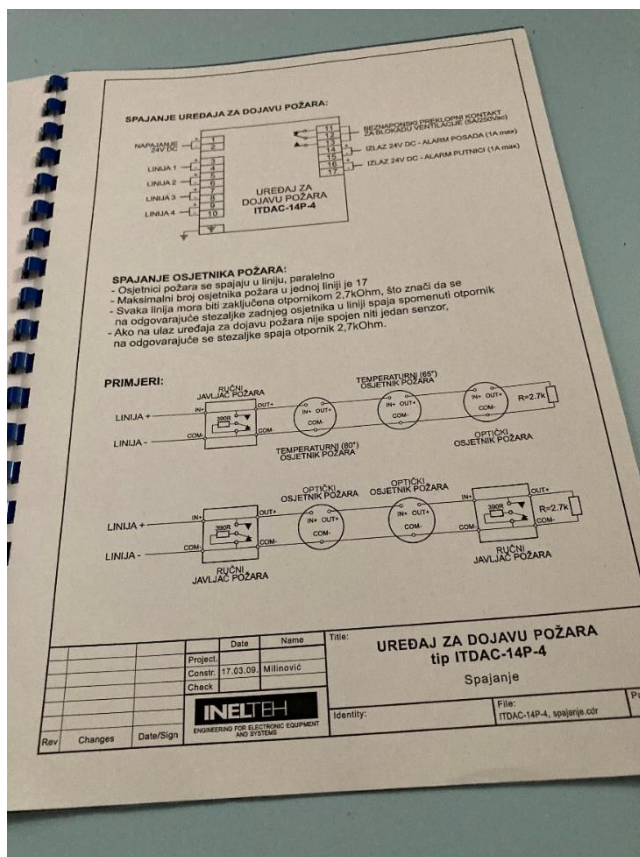 SPAJANJE UREĐAJA ZA DOJAVU POŽARA:
NAPAJANJE
24V DC
+ 1
- 2
LINIJA 1 + 3
- 4
LINIJA 2 + 5
- 6
LINIJA 3 + 7
- 8
LINIJA 4 + 9
- 10
UREĐAJ ZA
DOJAVU POŽARA
ITDAC-14P-4
11
12
13
14
15
16
17
BEZNAPONSKI PREKLOPNI KONTAKT
ZA BLOKADU VENTILACIJE (5A/250Vac)
IZLAZ 24V DC - ALARM POSADA (1A max)
IZLAZ 24V DC - ALARM PUTNICI (1A max)
SPAJANJE OSJETNIKA POŽARA:
- Osjetnici požara se spajaju u liniju, paralelno
- Maksimalni broj osjetnika požara u jednoj liniji je 17
- Svaka linija mora biti zaključena otpornikom 2,7kOhm, što znači da se
na odgovarajuće stezaljke zadnjeg osjetnika u liniji spaja spomenuti otpornik
- Ako na ulaz uređaja za dojavu požara nije spojen niti jedan senzor,
na odgovarajuće se stezaljke spaja otpornik 2,7kOhm.
PRIMJERI:
RUČNI
JAVLJAČ POŽARA
TEMPERATURNI (65°)
OSJETNIK POŽARA
LINIJA +
IN+
OUT+
390R
IN+ OUT+
IN+ OUT+
IN+ OUT+
R=2.7k
LINIJA -
COM-
COM-
COM-
COM-
COM-
TEMPERATURNI (80°)
OSJETNIK POŽARA
OPTIČKI
OSJETNIK POŽARA
OPTIČKI
OSJETNIK POŽARA
OPTIČKI
OSJETNIK POŽARA
LINIJA +
IN+
OUT+
390R
IN+ OUT+
IN+ OUT+
IN+
OUT+
390R
R=2.7k
LINIJA -
COM-
COM-
COM-
COM-
COM-
COM-
RUČNI
JAVLJAČ POŽARA
RUČNI
JAVLJAČ POŽARA
Date Name
Project.
Constr. 17.03.09. Milinović
Check
Rev Changes Date/Sign
INELTEH
ENGINEERING FOR ELECTRONIC EQUIPMENT
AND SYSTEMS
Title:
UREĐAJ ZA DOJAVU POŽARA
tip ITDAC-14P-4
Spajanje
Identity:
File:
ITDAC-14P-4, spajanje.cdr